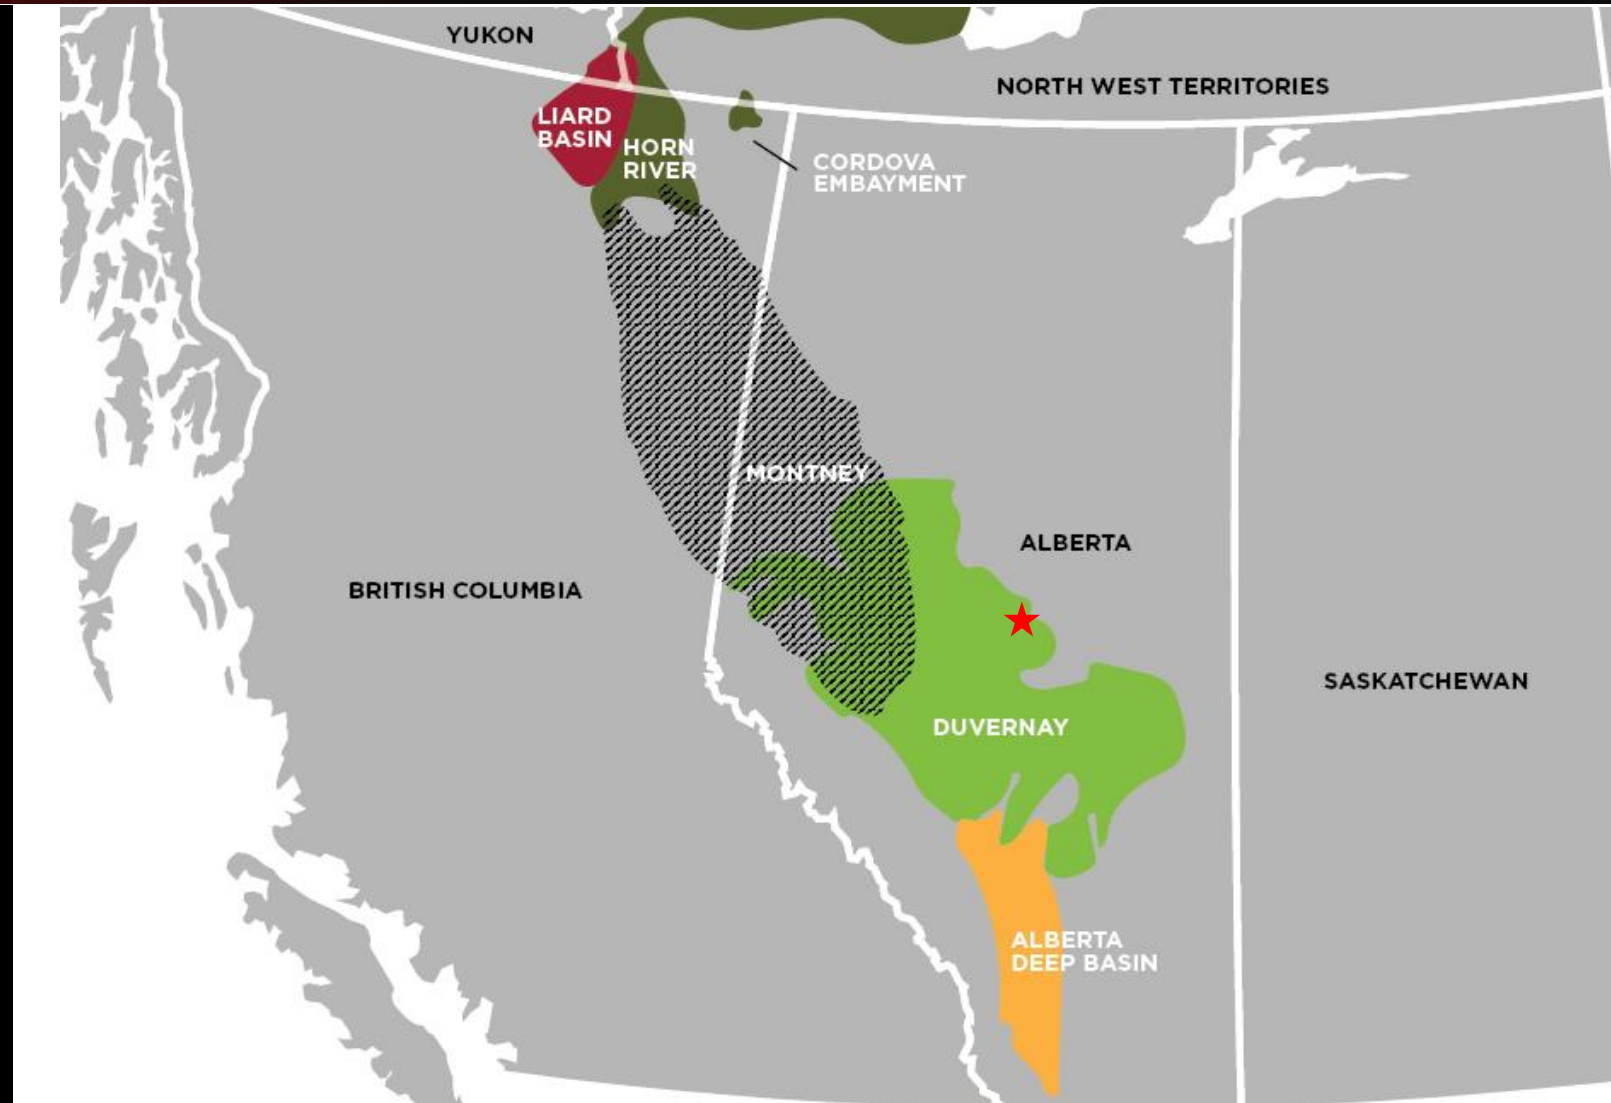 YUKON
NORTH WEST TERRITORIES
LIARD
BASIN
HORN
RIVER
CORDOVA
EMBAYMENT
MONTNEY
ALBERTA
BRITISH COLUMBIA
SASKATCHEWAN
DUVERNAY
ALBERTA
DEEP BASIN